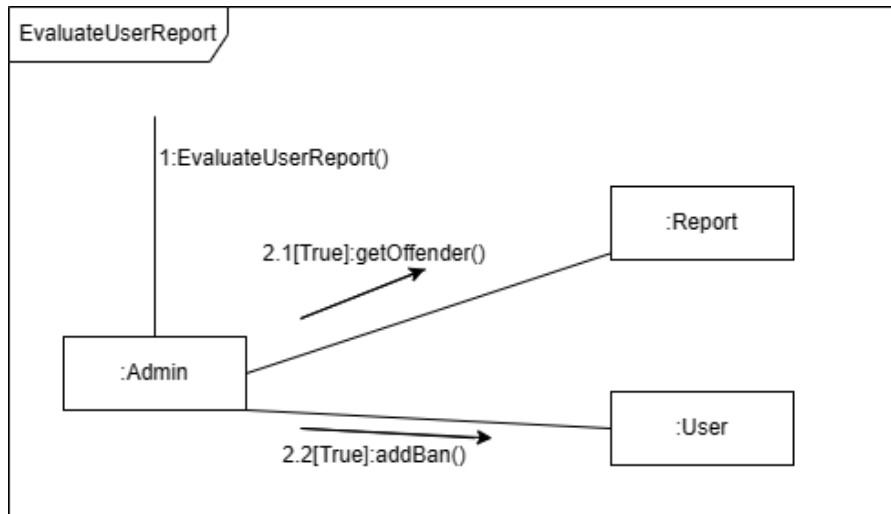 EvaluateUserReport
1:EvaluateUserReport()
:Report
2.1[True]:getOffender()
:Admin
:User
2.2[True]:addBan()